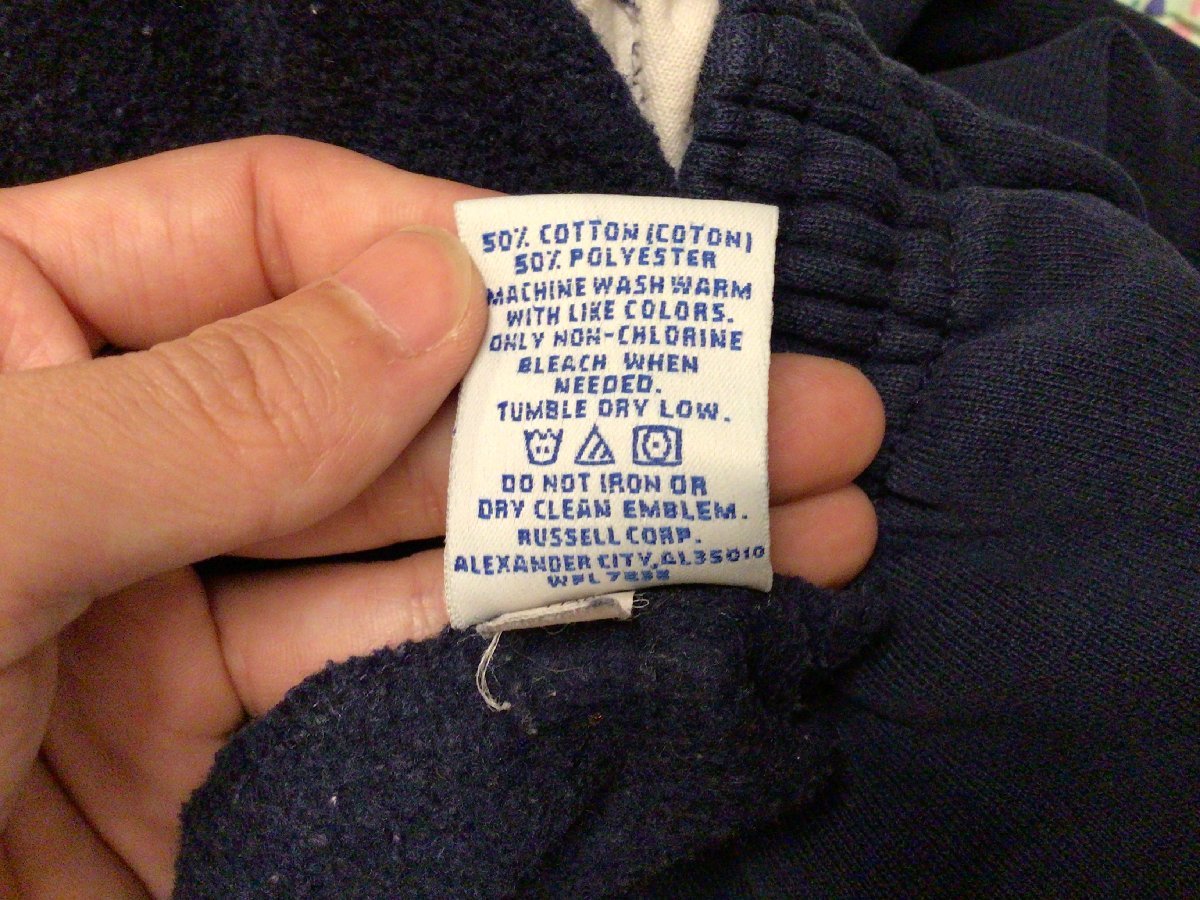 50% COTTON (COTON)
50% POLYESTER
MACHINE WASH WARM
WITH LIKE COLORS.
ONLY NON-CHLORINE
BLEACH WHEN
NEEDED.
TUMBLE DRY LOW.
DO NOT IRON OR
DRY CLEAN EMBLEM.
RUSSELL CORP.
ALEXANDER CITY, AL 35010
WPL